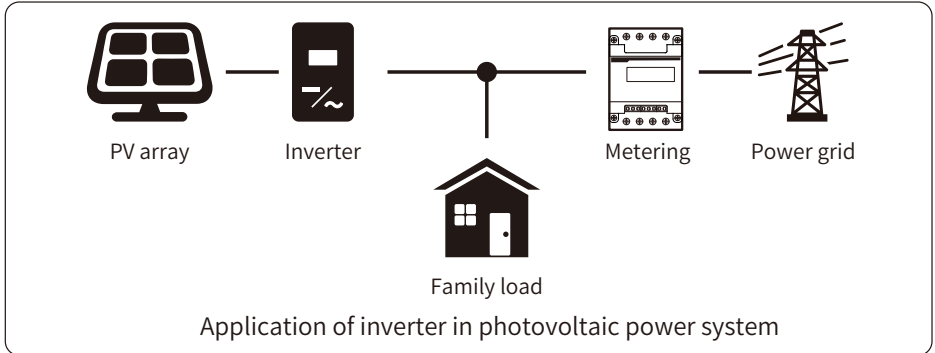 PV array
Inverter
Metering
Power grid
Family load
Application of inverter in photovoltaic power system